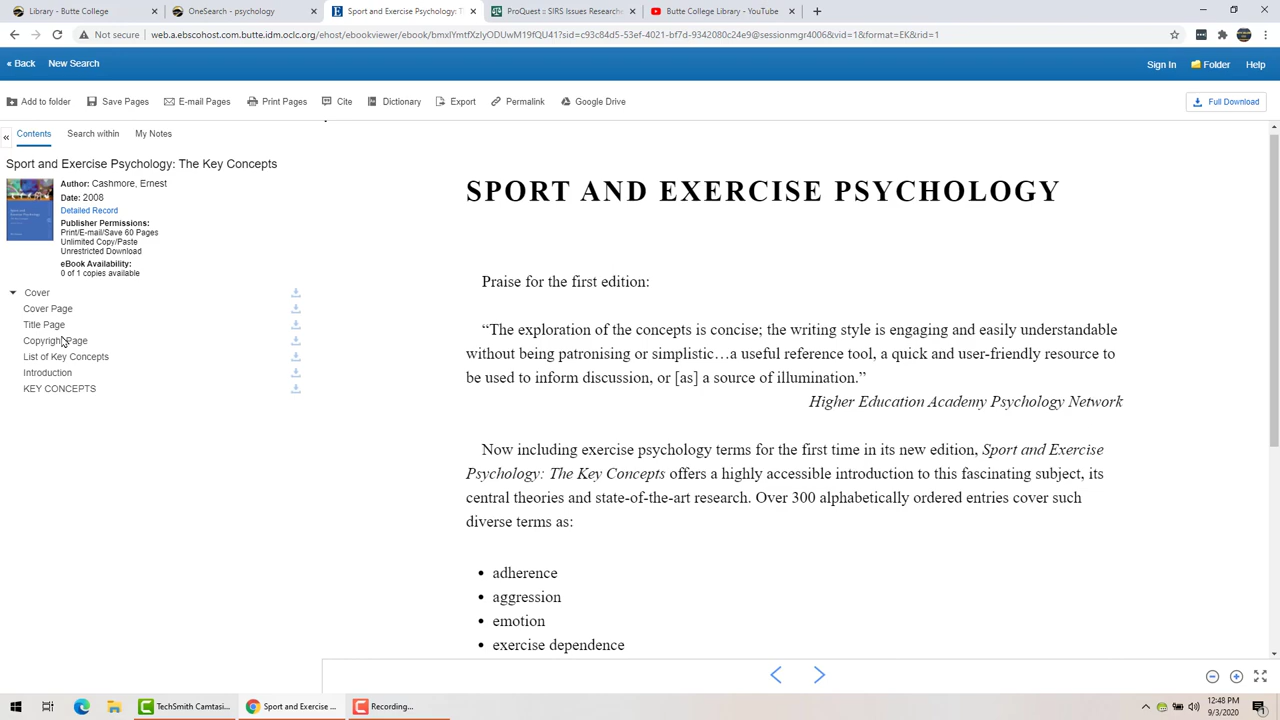 Library - Butte College
OneSearch - psychology
Sport and Exercise Psychology: T
ProQuest – SIRS Issues Research
Butte College - YouTube
Not secure | web.a.ebscohost.com.butte.idm.oclc.org/ehost/ebookviewer/ebook/bmxlYmtfXzIyODUwM19fQU41?sid=c93c84d5-53ef-4021-bf7d-9342080c24e9@sessionmgr4006&vid=1&format=EK&rid=1
« Back New Search Sign In Folder Help
Add to folder Save Pages E-mail Pages Print Pages Cite Dictionary Export Permalink Google Drive Full Download
« Contents Search within My Notes
Sport and Exercise Psychology: The Key Concepts
Author: Cashmore, Ernest
Date: 2008
Detailed Record
Publisher Permissions:
Print/E-mail/Save 60 Pages
Unlimited Copy/Paste
Unrestricted Download
eBook Availability:
0 of 1 copies available
Cover
Cover Page
Title Page
Copyright Page
List of Key Concepts
Introduction
KEY CONCEPTS
SPORT AND EXERCISE PSYCHOLOGY
Praise for the first edition:
“The exploration of the concepts is concise; the writing style is engaging and easily understandable
without being patronising or simplistic…a useful reference tool, a quick and user-friendly resource to
be used to inform discussion, or [as] a source of illumination.”
Higher Education Academy Psychology Network
Now including exercise psychology terms for the first time in its new edition, Sport and Exercise
Psychology: The Key Concepts offers a highly accessible introduction to this fascinating subject, its
central theories and state-of-the-art research. Over 300 alphabetically ordered entries cover such
diverse terms as:
• adherence
• aggression
• emotion
• exercise dependence
TechSmith Camtasi...
Sport and Exercise ...
Recording...
12:48 PM
9/3/2020